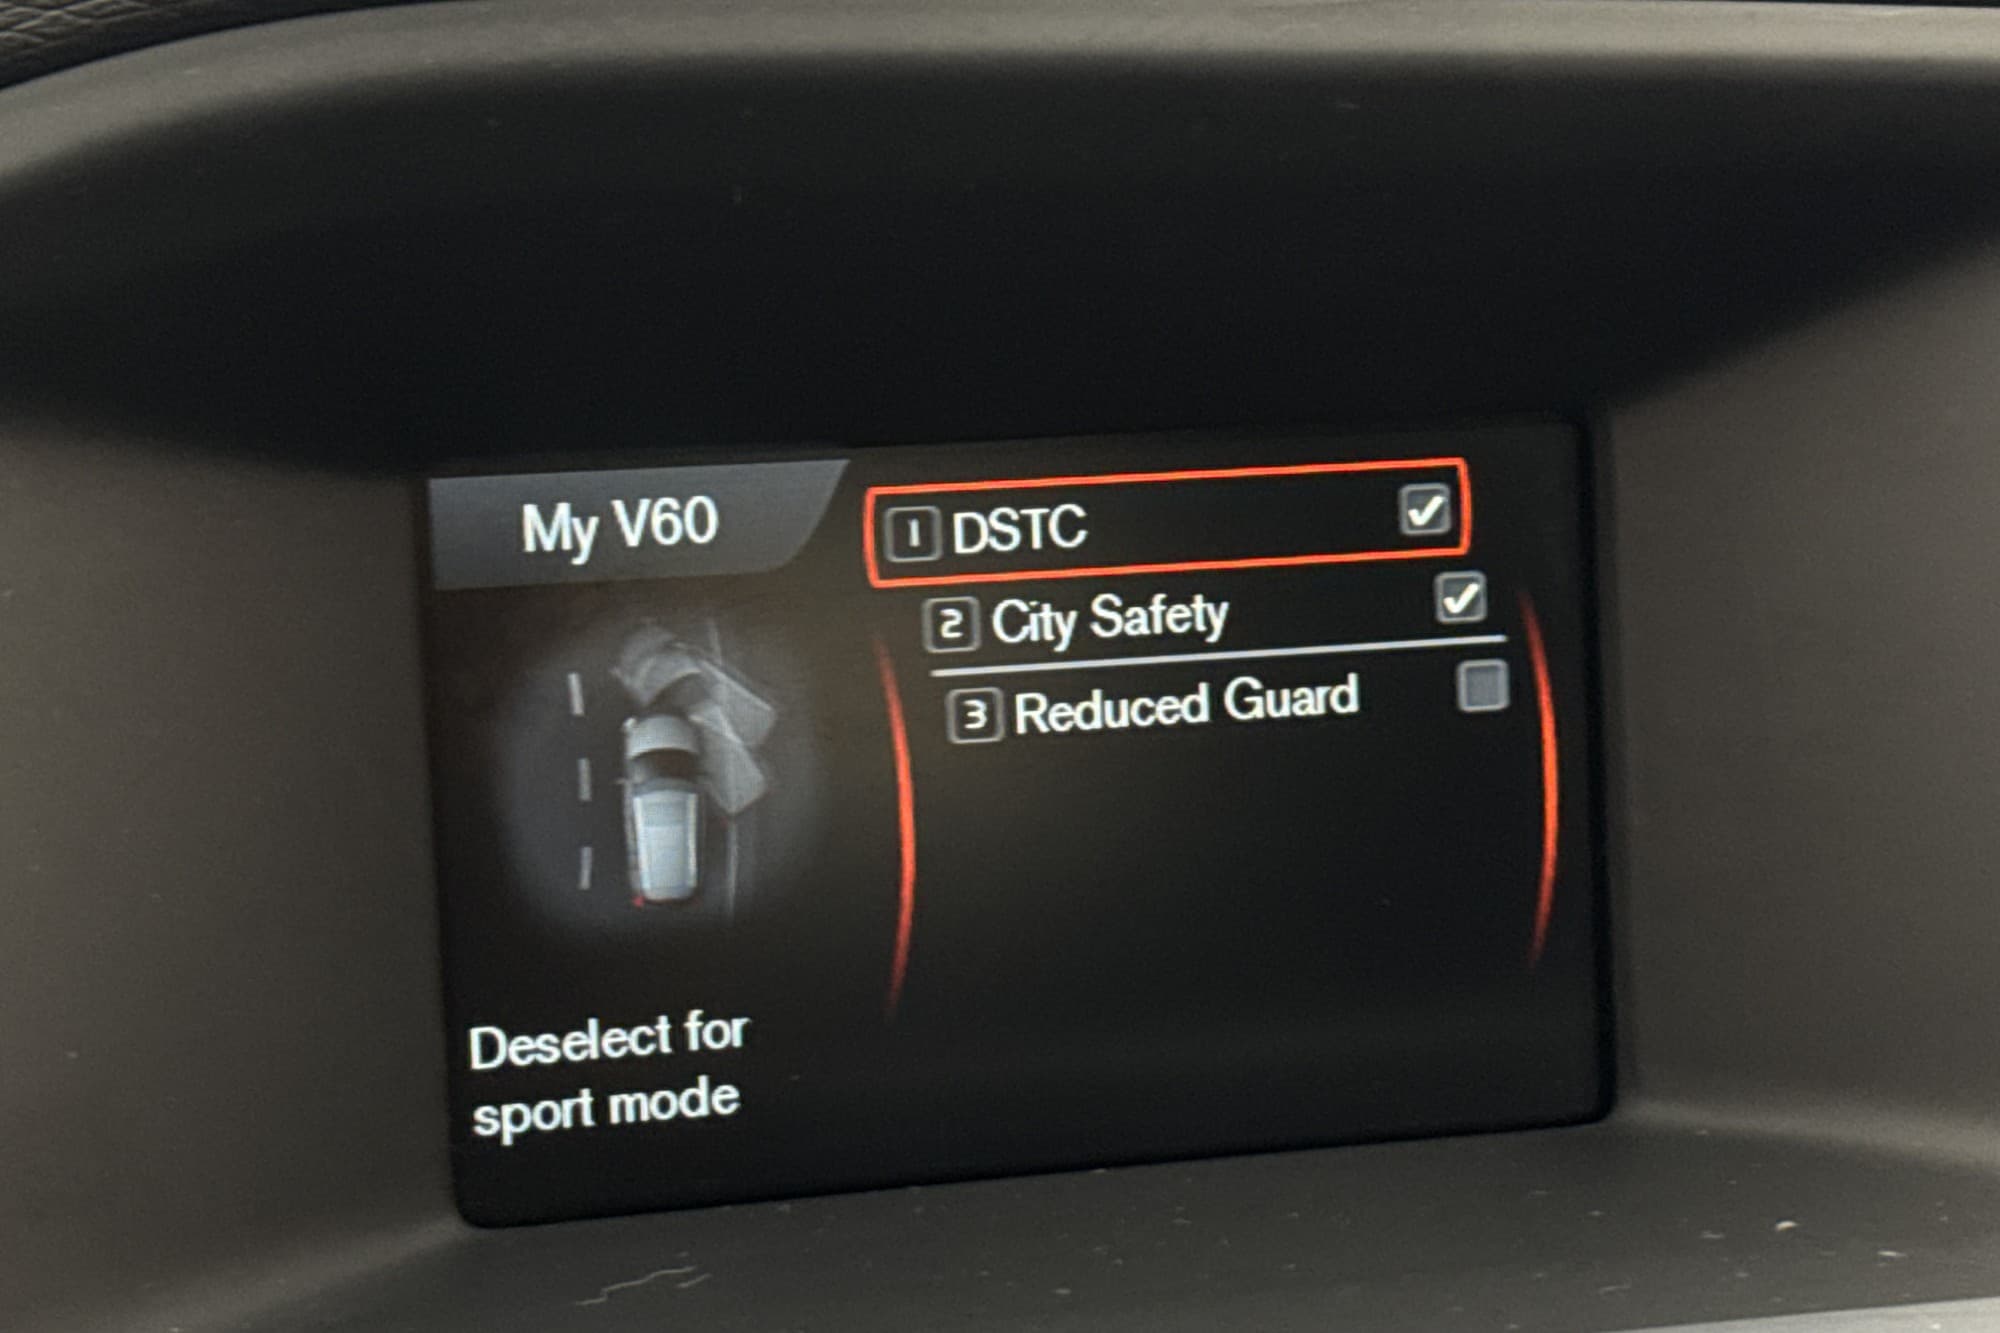 My V60
1 DSTC
2 City Safety
3 Reduced Guard
Deselect for
sport mode